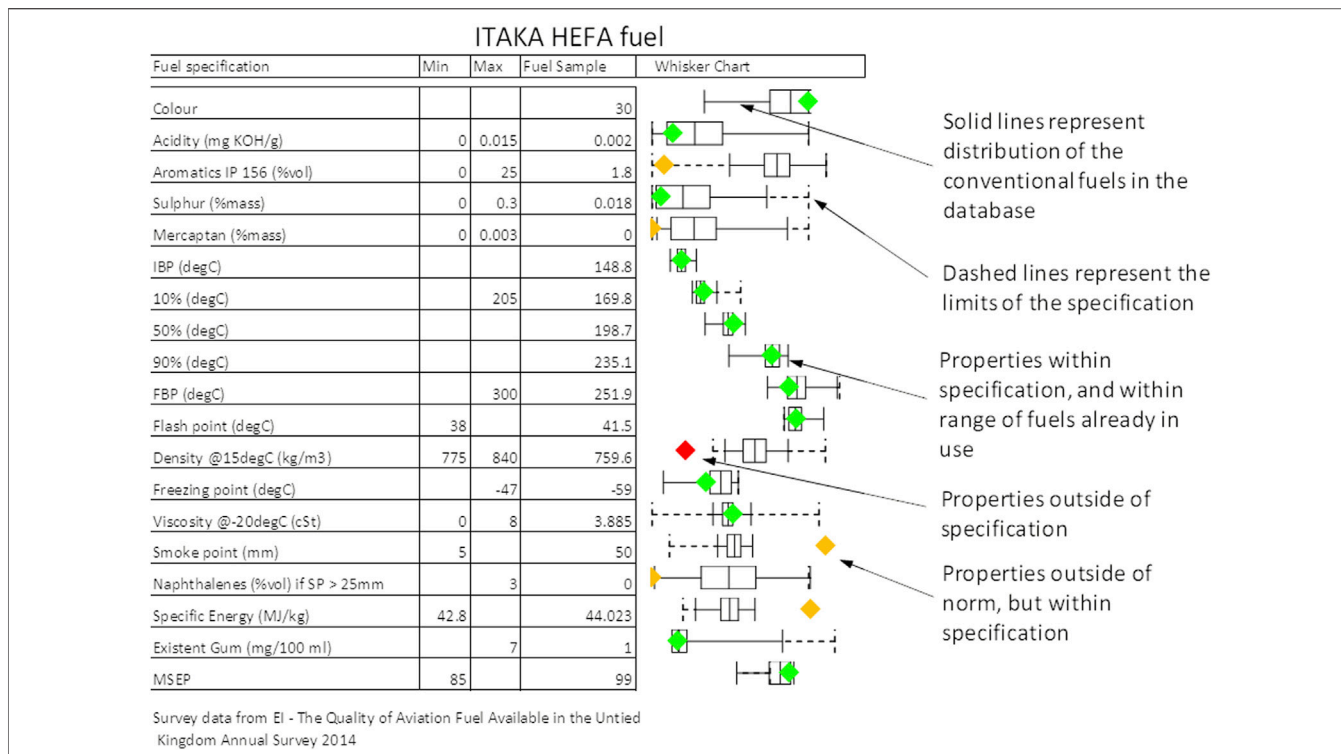 ITAKA HEFA fuel
Fuel specification Min Max Fuel Sample Whisker Chart
Colour 30
Acidity (mg KOH/g) 0 0.015 0.002
Aromatics IP 156 (%vol) 0 25 1.8
Sulphur (%mass) 0 0.3 0.018
Mercaptan (%mass) 0 0.003 0
IBP (degC) 148.8
10% (degC) 205 169.8
50% (degC) 198.7
90% (degC) 235.1
FBP (degC) 300 251.9
Flash point (degC) 38 41.5
Density @15degC (kg/m3) 775 840 759.6
Freezing point (degC) -47 -59
Viscosity @-20degC (cSt) 0 8 3.885
Smoke point (mm) 5 50
Naphthalenes (%vol) if SP > 25mm 3 0
Specific Energy (MJ/kg) 42.8 44.023
Existent Gum (mg/100 ml) 7 1
MSEP 85 99
Solid lines represent
distribution of the
conventional fuels in the
database
Dashed lines represent the
limits of the specification
Properties within
specification, and within
range of fuels already in
use
Properties outside of
specification
Properties outside of
norm, but within
specification
Survey data from EI - The Quality of Aviation Fuel Available in the Untied
Kingdom Annual Survey 2014